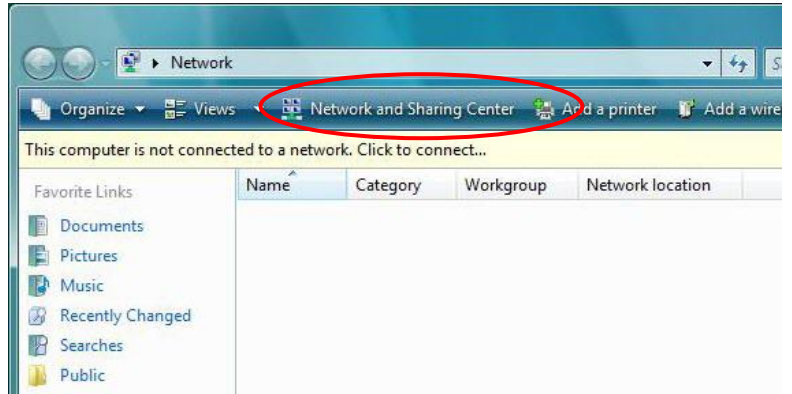 Network
Organize Views Network and Sharing Center Add a printer Add a wire
This computer is not connected to a network. Click to connect...
Favorite Links Name Category Workgroup Network location
Documents
Pictures
Music
Recently Changed
Searches
Public